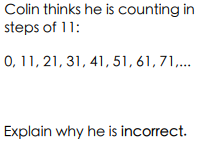 Colin thinks he is counting in
steps of 11:
0, 11, 21, 31, 41, 51, 61, 71,...
Explain why he is incorrect.